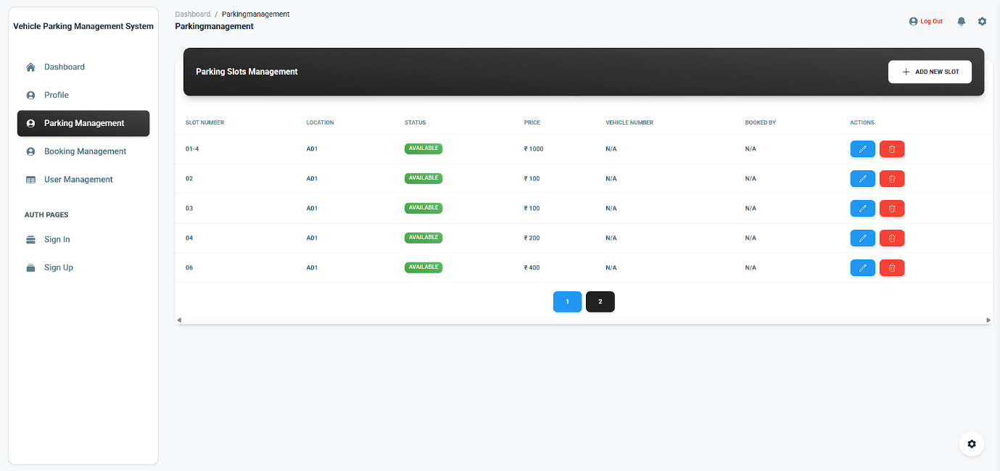 Vehicle Parking Management System
Dashboard
Profile
Parking Management
Booking Management
User Management
AUTH PAGES
Sign In
Sign Up
Dashboard / Parkingmanagement
Parkingmanagement
Log Out
Parking Slots Management
ADD NEW SLOT
SLOT NUMBER LOCATION STATUS PRICE VEHICLE NUMBER BOOKED BY ACTIONS
01-4 A01 AVAILABLE ₹ 1000 N/A N/A
02 A01 AVAILABLE ₹ 100 N/A N/A
03 A01 AVAILABLE ₹ 100 N/A N/A
04 A01 AVAILABLE ₹ 200 N/A N/A
06 A01 AVAILABLE ₹ 400 N/A N/A
1 2